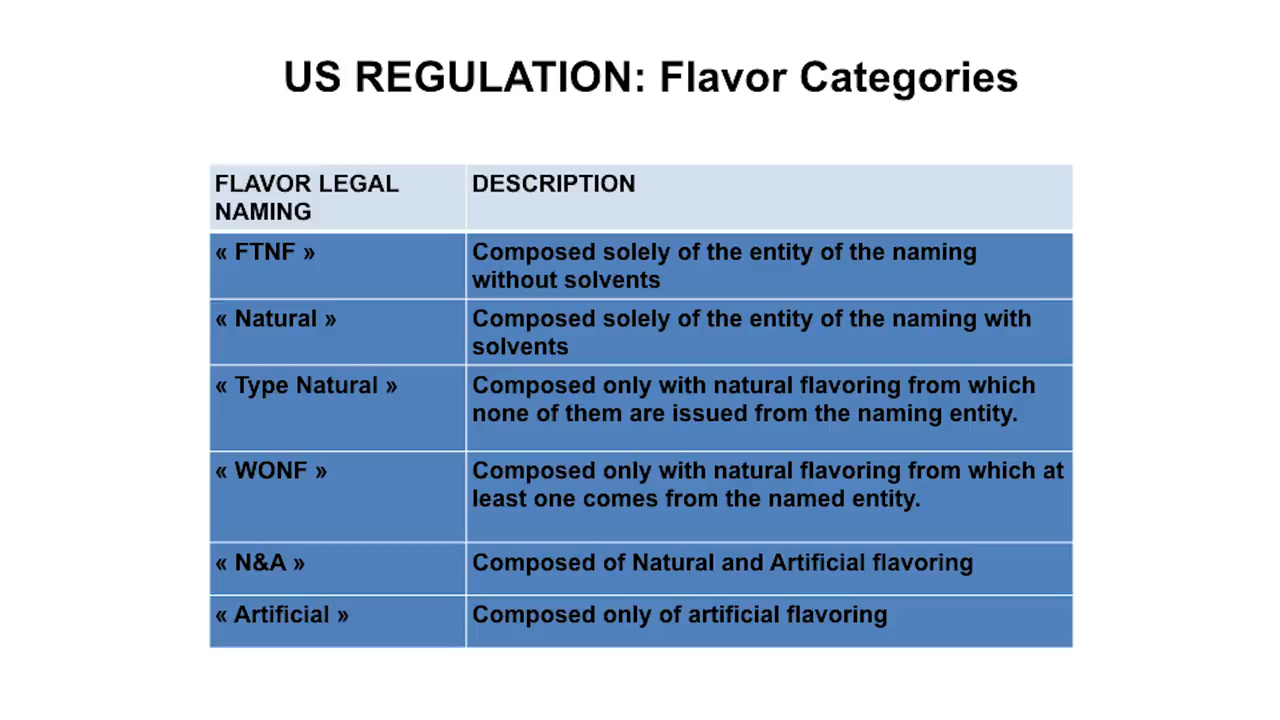 US REGULATION: Flavor Categories
FLAVOR LEGAL
NAMING
DESCRIPTION
« FTNF »
Composed solely of the entity of the naming
without solvents
« Natural »
Composed solely of the entity of the naming with
solvents
« Type Natural »
Composed only with natural flavoring from which
none of them are issued from the naming entity.
« WONF »
Composed only with natural flavoring from which at
least one comes from the named entity.
« N&A »
Composed of Natural and Artificial flavoring
« Artificial »
Composed only of artificial flavoring